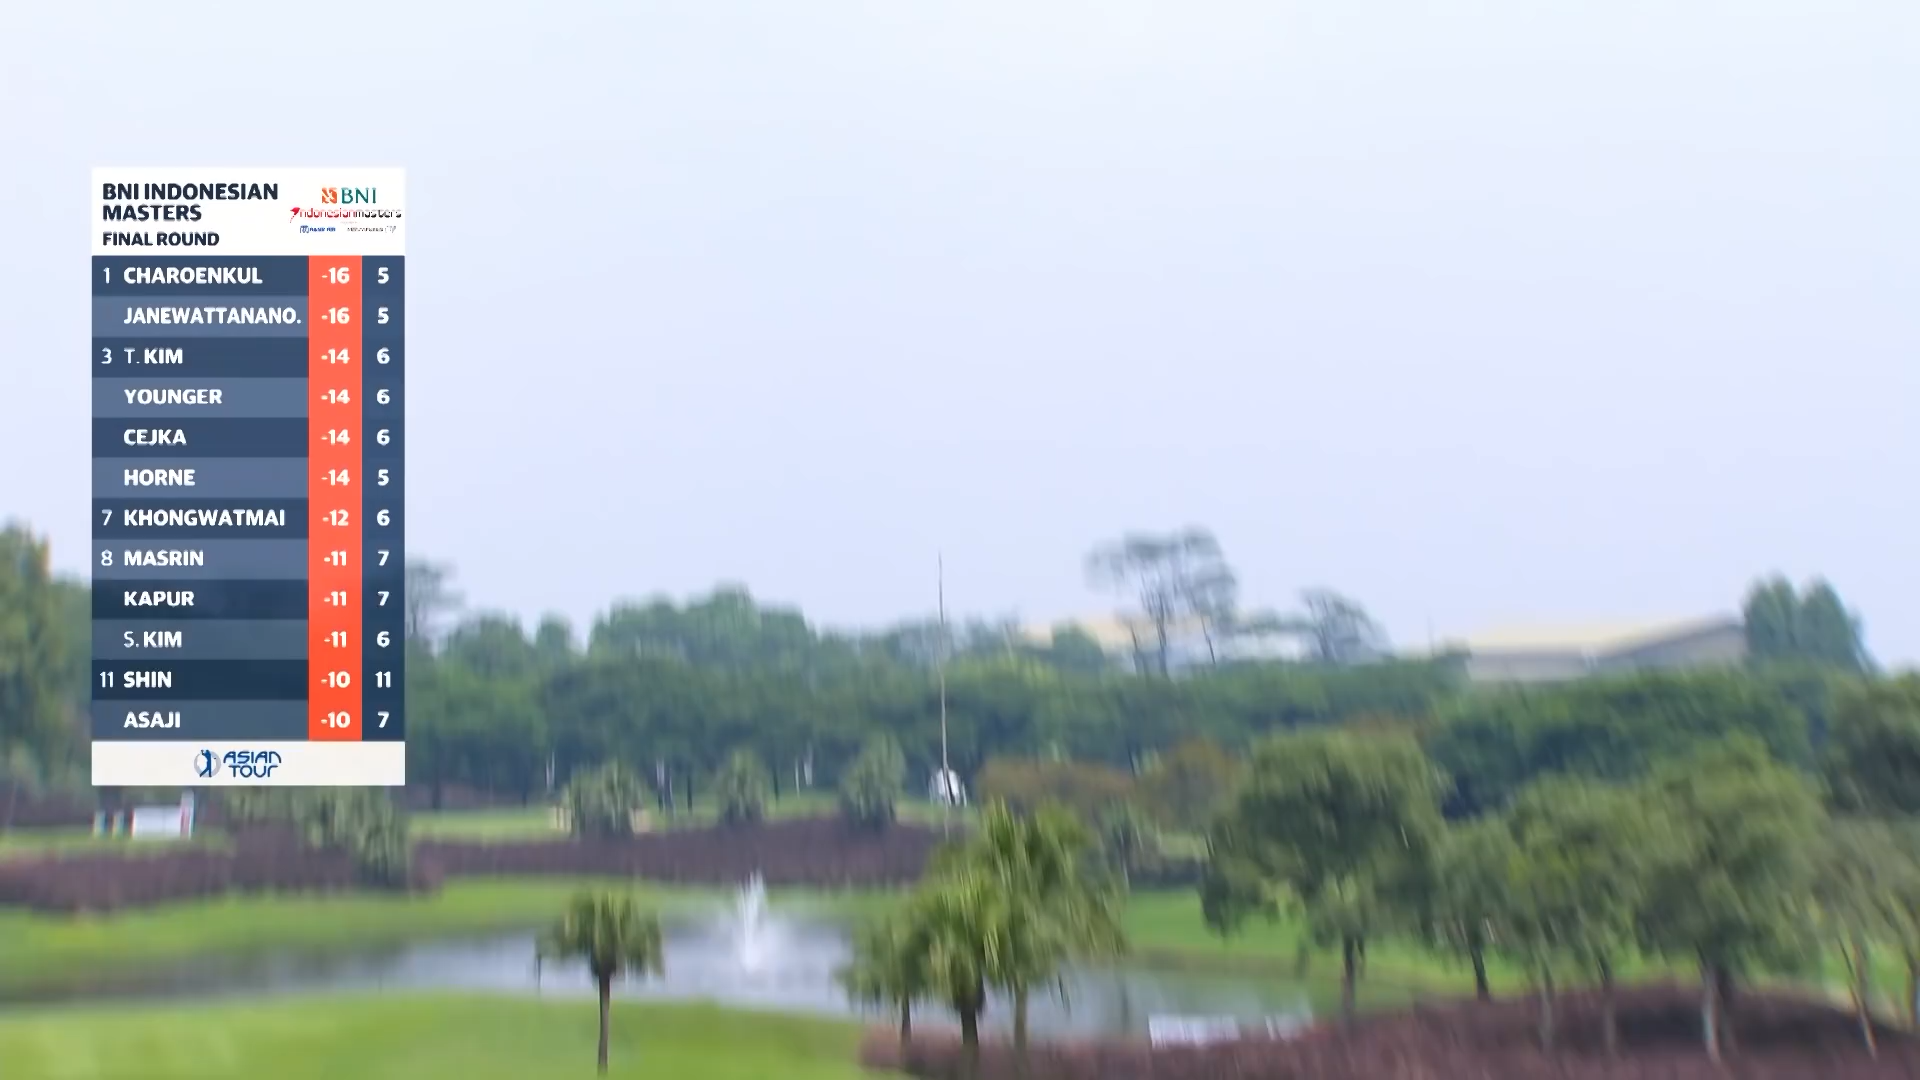 BNI INDONESIAN
MASTERS
FINAL ROUND
BNI
indonesianmasters
1 CHAROENKUL -16 5
JANEWATTANANO. -16 5
3 T. KIM -14 6
YOUNGER -14 6
CEJKA -14 6
HORNE -14 5
7 KHONGWATMAI -12 6
8 MASRIN -11 7
KAPUR -11 7
S. KIM -11 6
11 SHIN -10 11
ASAJI -10 7
ASIAN
TOUR